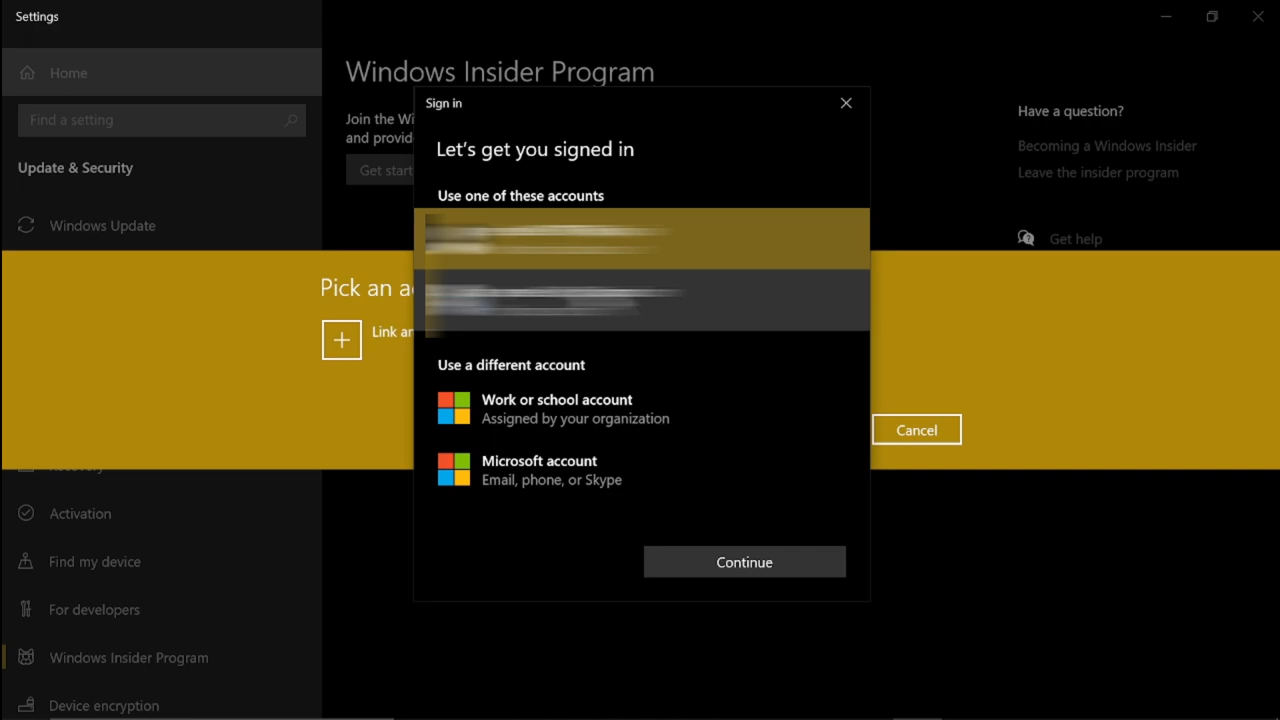 Settings
Home
Find a setting
Update & Security
Windows Update
Activation
Find my device
For developers
Windows Insider Program
Device encryption
Windows Insider Program
Join the Wi
and provid
Get start
Pick an a
Link an
Sign in
Let's get you signed in
Use one of these accounts
Use a different account
Work or school account
Assigned by your organization
Microsoft account
Email, phone, or Skype
Continue
Cancel
Have a question?
Becoming a Windows Insider
Leave the insider program
Get help